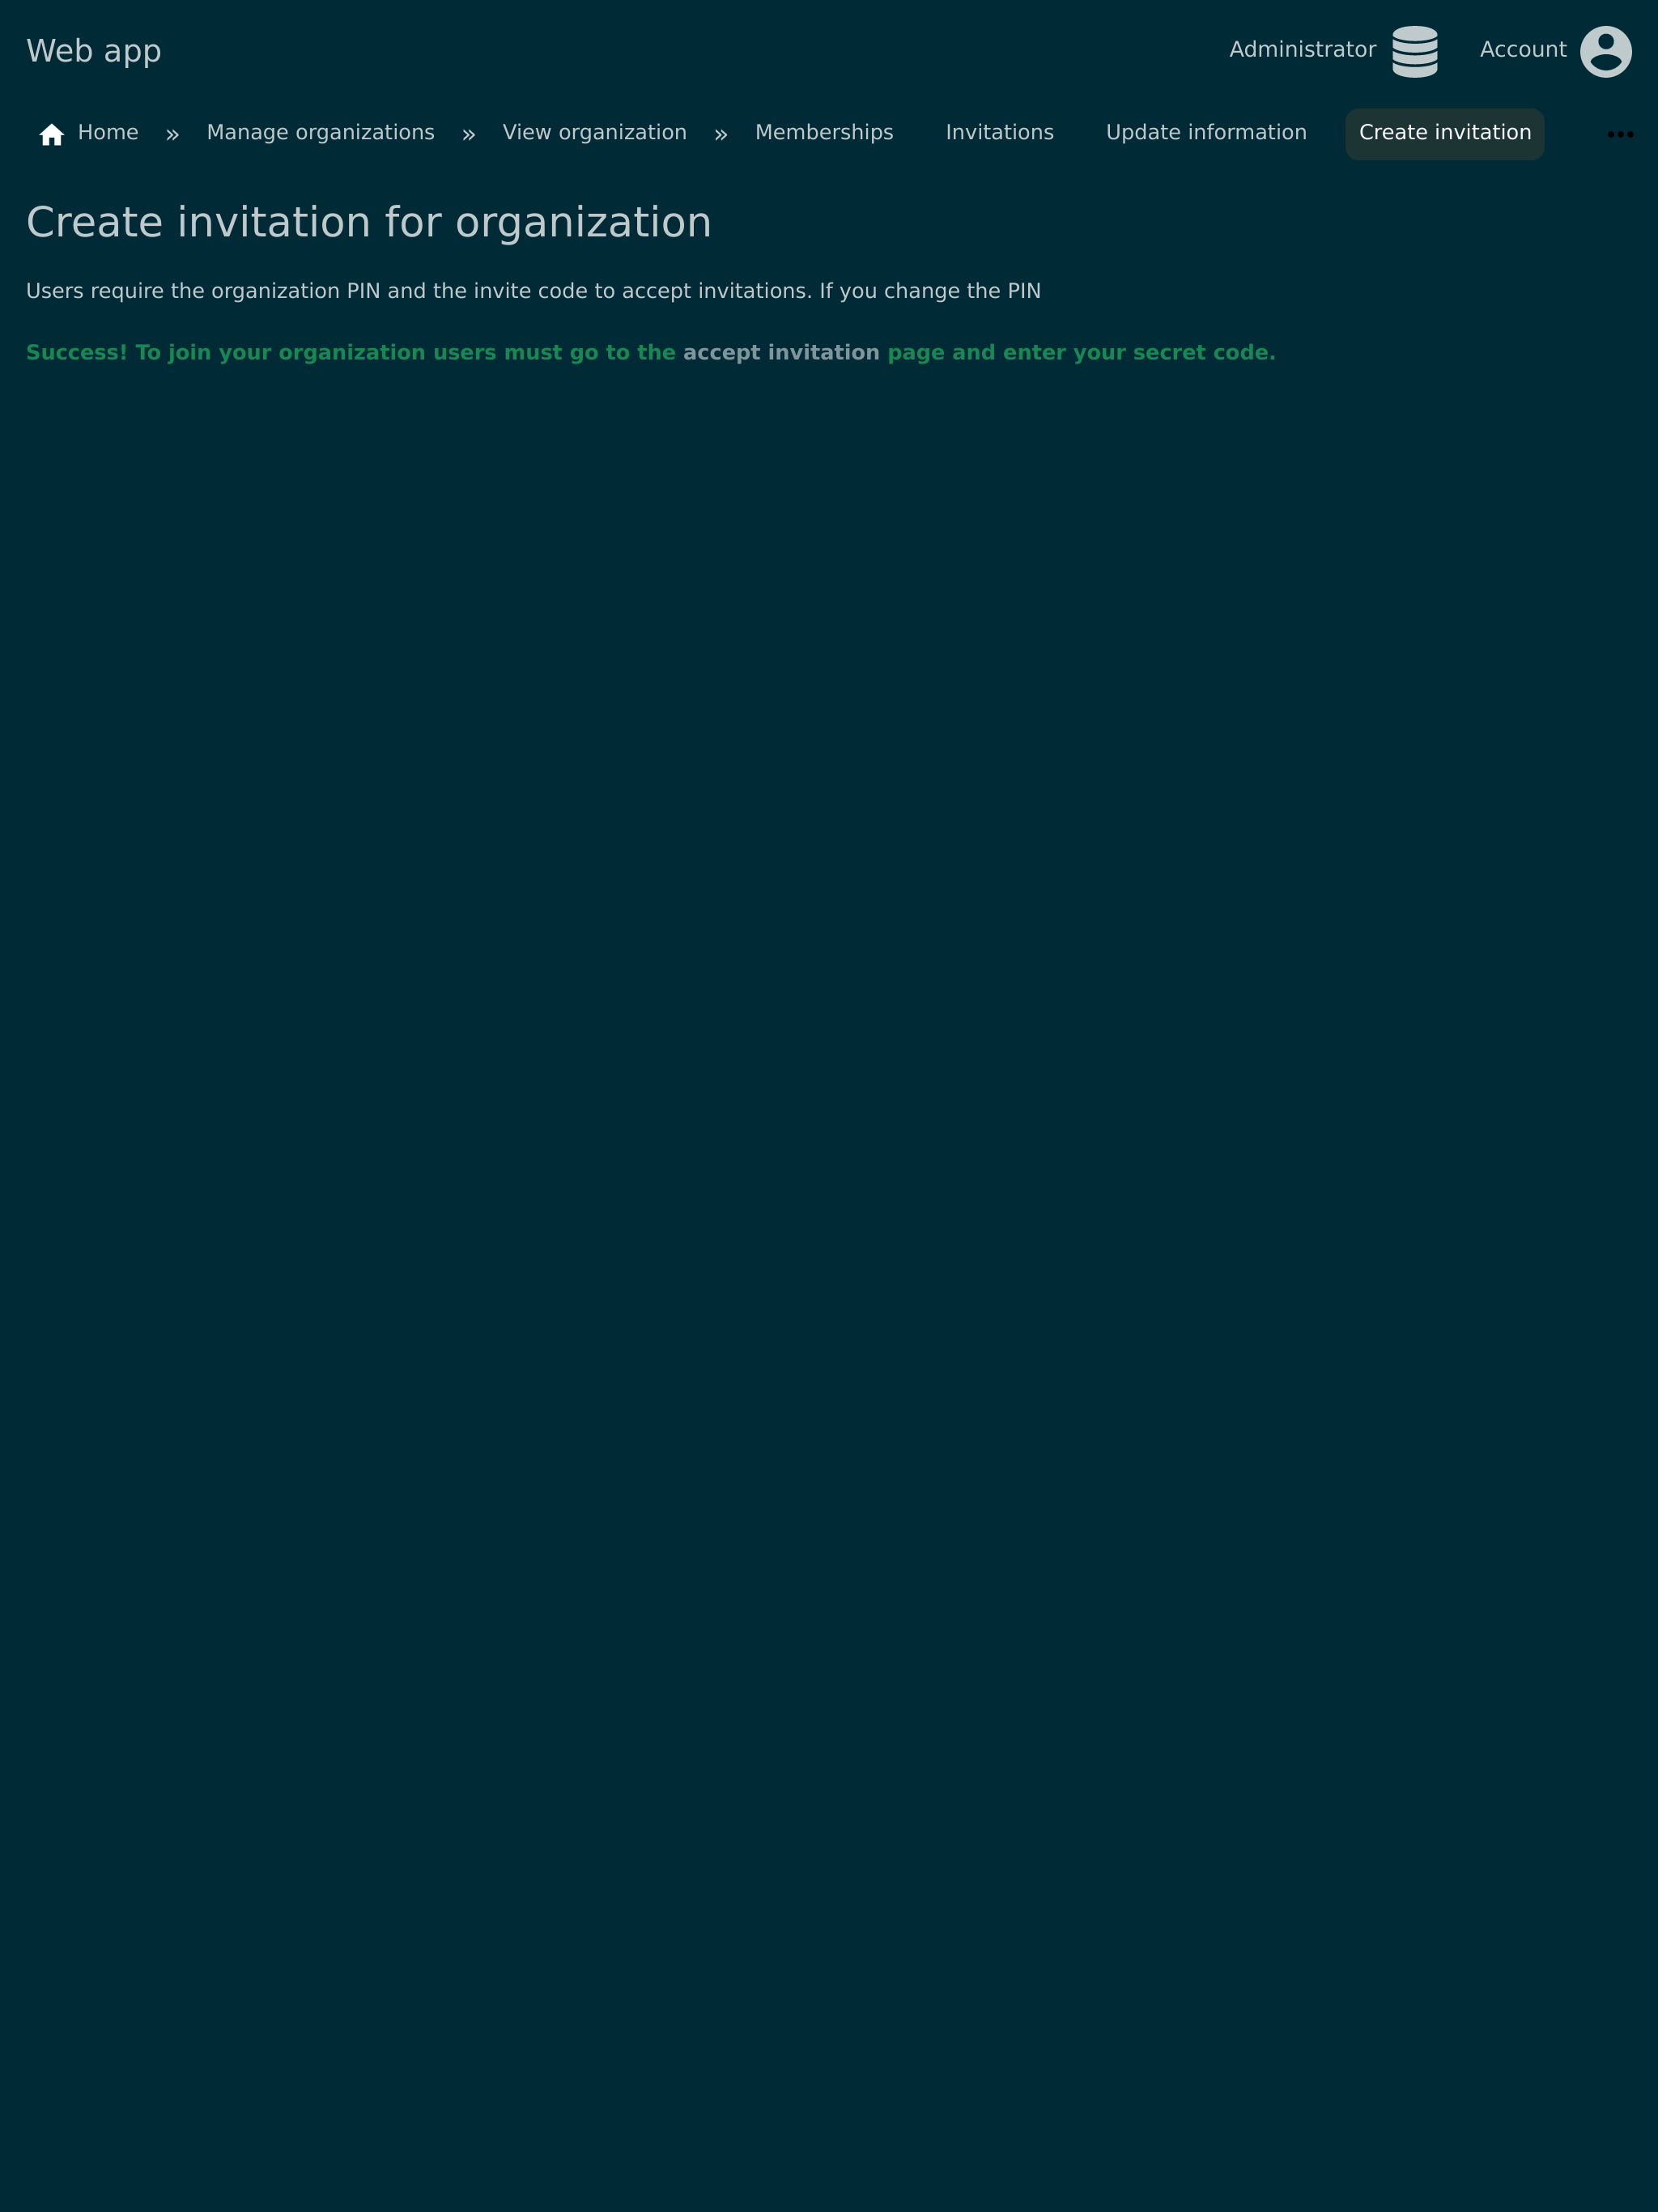 Web app
Administrator Account
Home » Manage organizations » View organization » Memberships Invitations Update information Create invitation •••
Create invitation for organization
Users require the organization PIN and the invite code to accept invitations. If you change the PIN
Success! To join your organization users must go to the accept invitation page and enter your secret code.